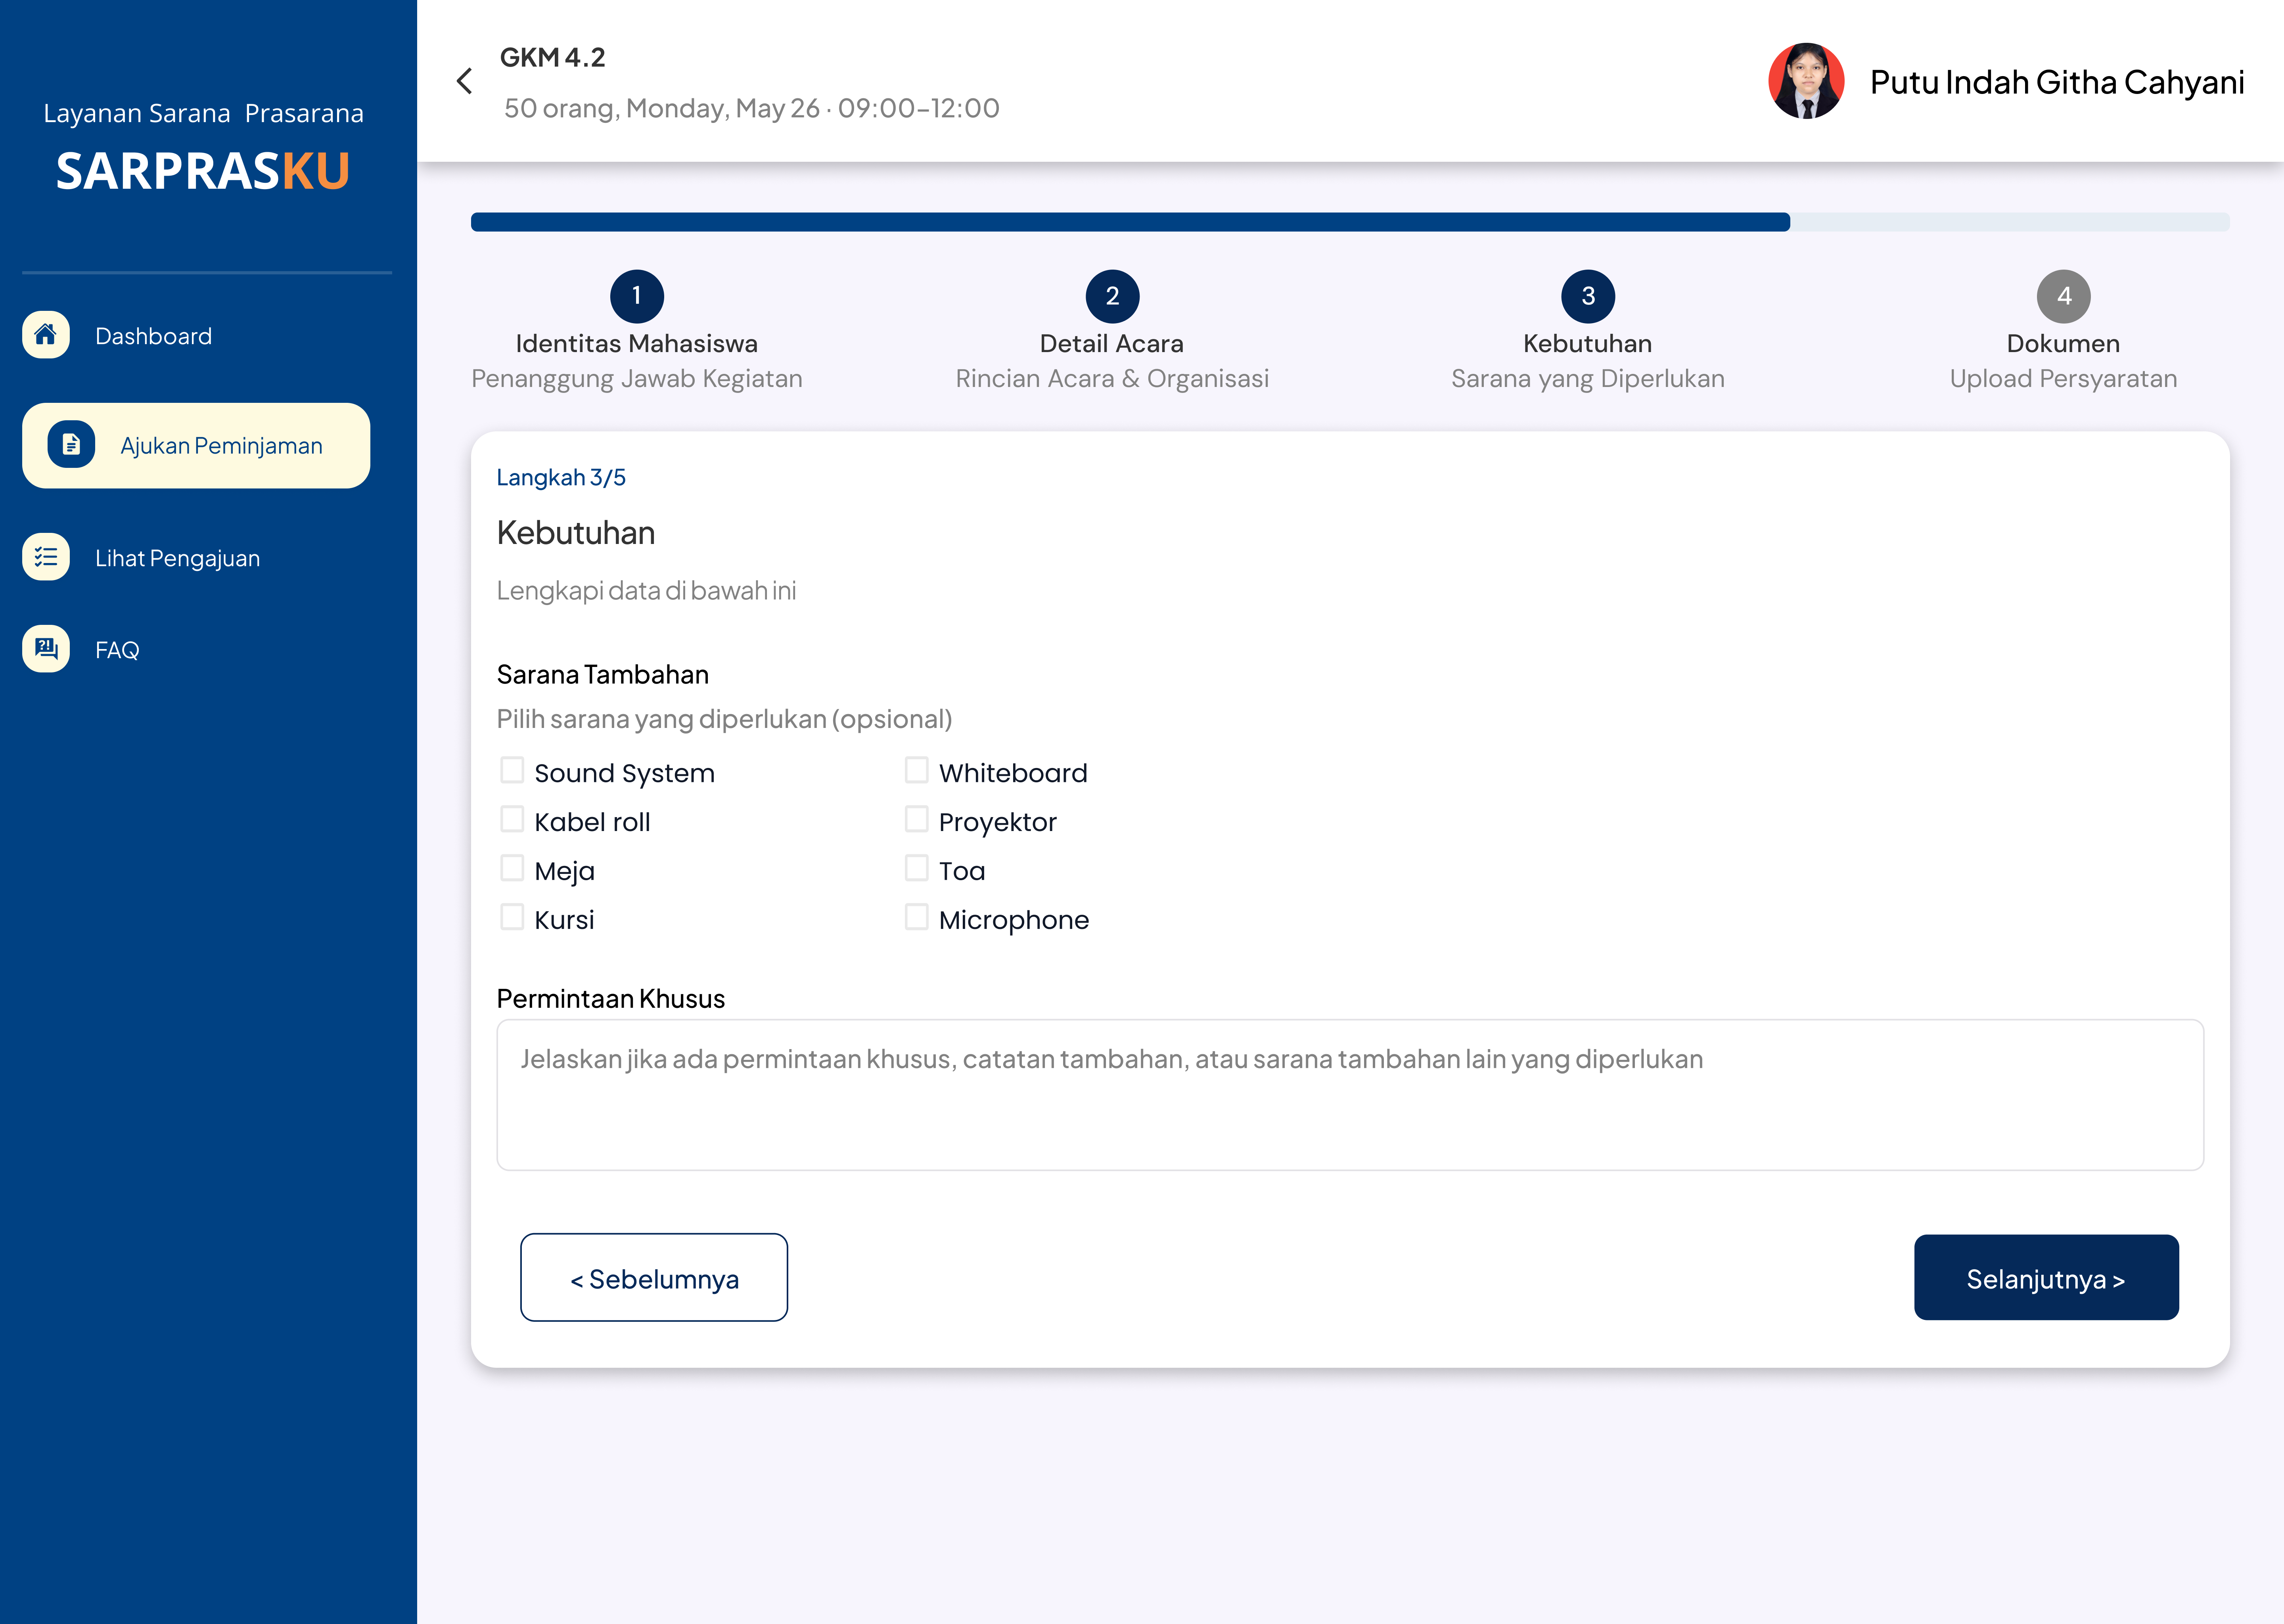 Layanan Sarana Prasarana
SARPRASKU
Dashboard
Ajukan Peminjaman
Lihat Pengajuan
?!
FAQ
GKM 4.2
50 orang, Monday, May 26 · 09:00–12:00
Putu Indah Githa Cahyani
1
Identitas Mahasiswa
Penanggung Jawab Kegiatan
2
Detail Acara
Rincian Acara & Organisasi
3
Kebutuhan
Sarana yang Diperlukan
4
Dokumen
Upload Persyaratan
Langkah 3/5
Kebutuhan
Lengkapi data di bawah ini
Sarana Tambahan
Pilih sarana yang diperlukan (opsional)
Sound System
Whiteboard
Kabel roll
Proyektor
Meja
Toa
Kursi
Microphone
Permintaan Khusus
Jelaskan jika ada permintaan khusus, catatan tambahan, atau sarana tambahan lain yang diperlukan
< Sebelumnya
Selanjutnya >